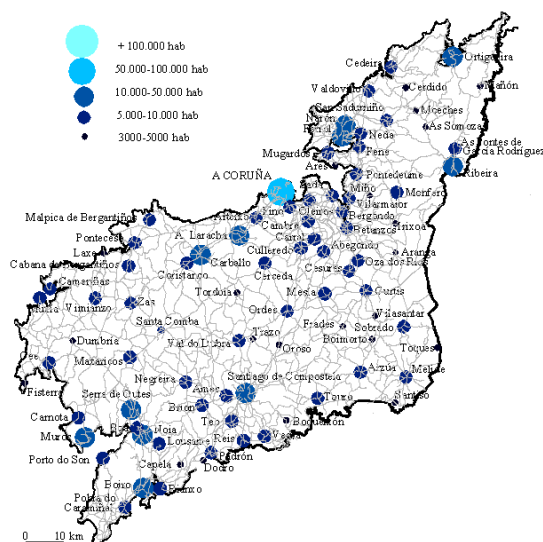 + 100.000 hab
50.000-100.000 hab
10.000-50.000 hab
5.000-10.000 hab
3000-5000 hab
Cedeira
Ortigueira
Valdoviño
Cerdido
Mañón
San Sadurniño
Moeches
Narón
Ferrol
As Somozas
Neda
As Pontes de
García Rodríguez
Mugardos
Fene
Ares
Ribeira
Pontedeume
A CORUÑA
Miño
Monfero
Vilarmaior
Malpica de Bergantiños
Arteixo
Oleiros
Bergondo
Irixoa
Cambre
Betanzos
A. Laracha
Ponteceso
Carral
Culleredo
Abegondo
Aranga
Laxe
Carballo
Oza dos Ríos
Cabana de Bergantiños
Coristanco
Cerceda
Cesures
Camariñas
Tordoia
Mesía
Curtis
Muxía
Vimianzo
Zas
Ordes
Vilasantar
Santa Comba
Frades
Sobrado
Dumbría
Trazo
Val do Dubra
Boimorto
Toques
Oroso
Mazaricos
Arzúa
Melide
Negreira
Santiago de Compostela
Fisterra
Ames
Serra de Outes
Brión
Touro
Santiso
Carnota
Teo
Boqueixón
Noia
Muros
Lousame
Vedra
Porto do Son
Padrón
Dodro
Boiro
Rianxo
Pobra do
Caramiñal
0 10 km